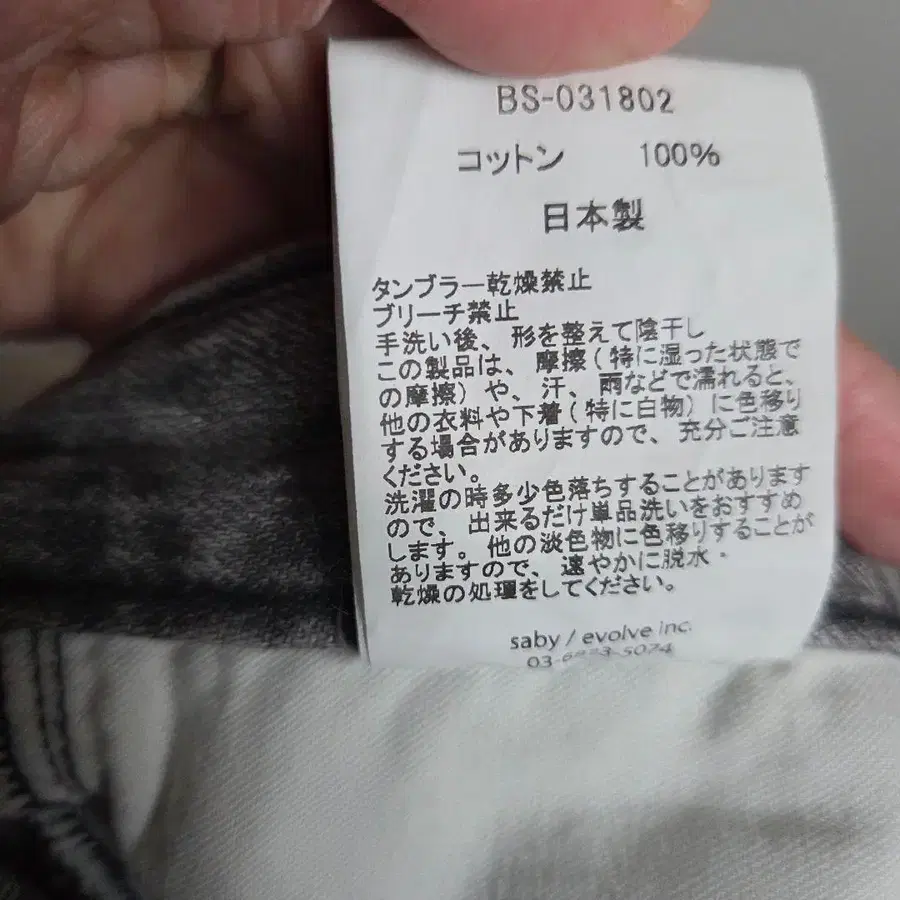 BS-031802
コットン 100%
日本製
タンブラー乾燥禁止
ブリーチ禁止
手洗い後、形を整えて陰干し
この製品は、摩擦(特に湿った状態で
の摩擦)や、汗、雨などで濡れると、
他の衣料や下着(特に白物)に色移り
する場合がありますので、充分ご注意
ください。
洗濯の時多少色落ちすることがあります
ので、出来るだけ単品洗いをおすすめ
します。他の淡色物に色移りすることが
ありますので、速やかに脱水・
乾燥の処理をしてください。
saby / evolve inc.